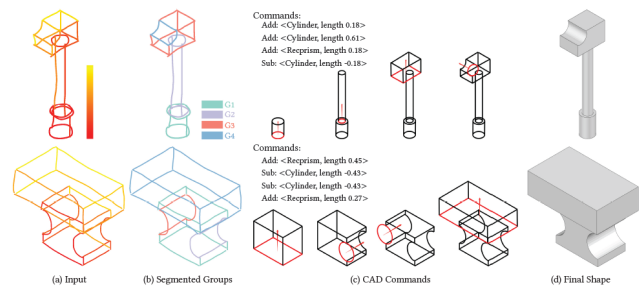 Commands:
Add: <Cylinder, length 0.18>
Add: <Cylinder, length 0.61>
Add: <Recprism, length 0.18>
Sub: <Cylinder, length -0.18>
G1
G2
G3
G4
Commands:
Add: <Recprism, length 0.45>
Sub: <Cylinder, length -0.43>
Sub: <Cylinder, length -0.43>
Add: <Recprism, length 0.27>
(a) Input
(b) Segmented Groups
(c) CAD Commands
(d) Final Shape